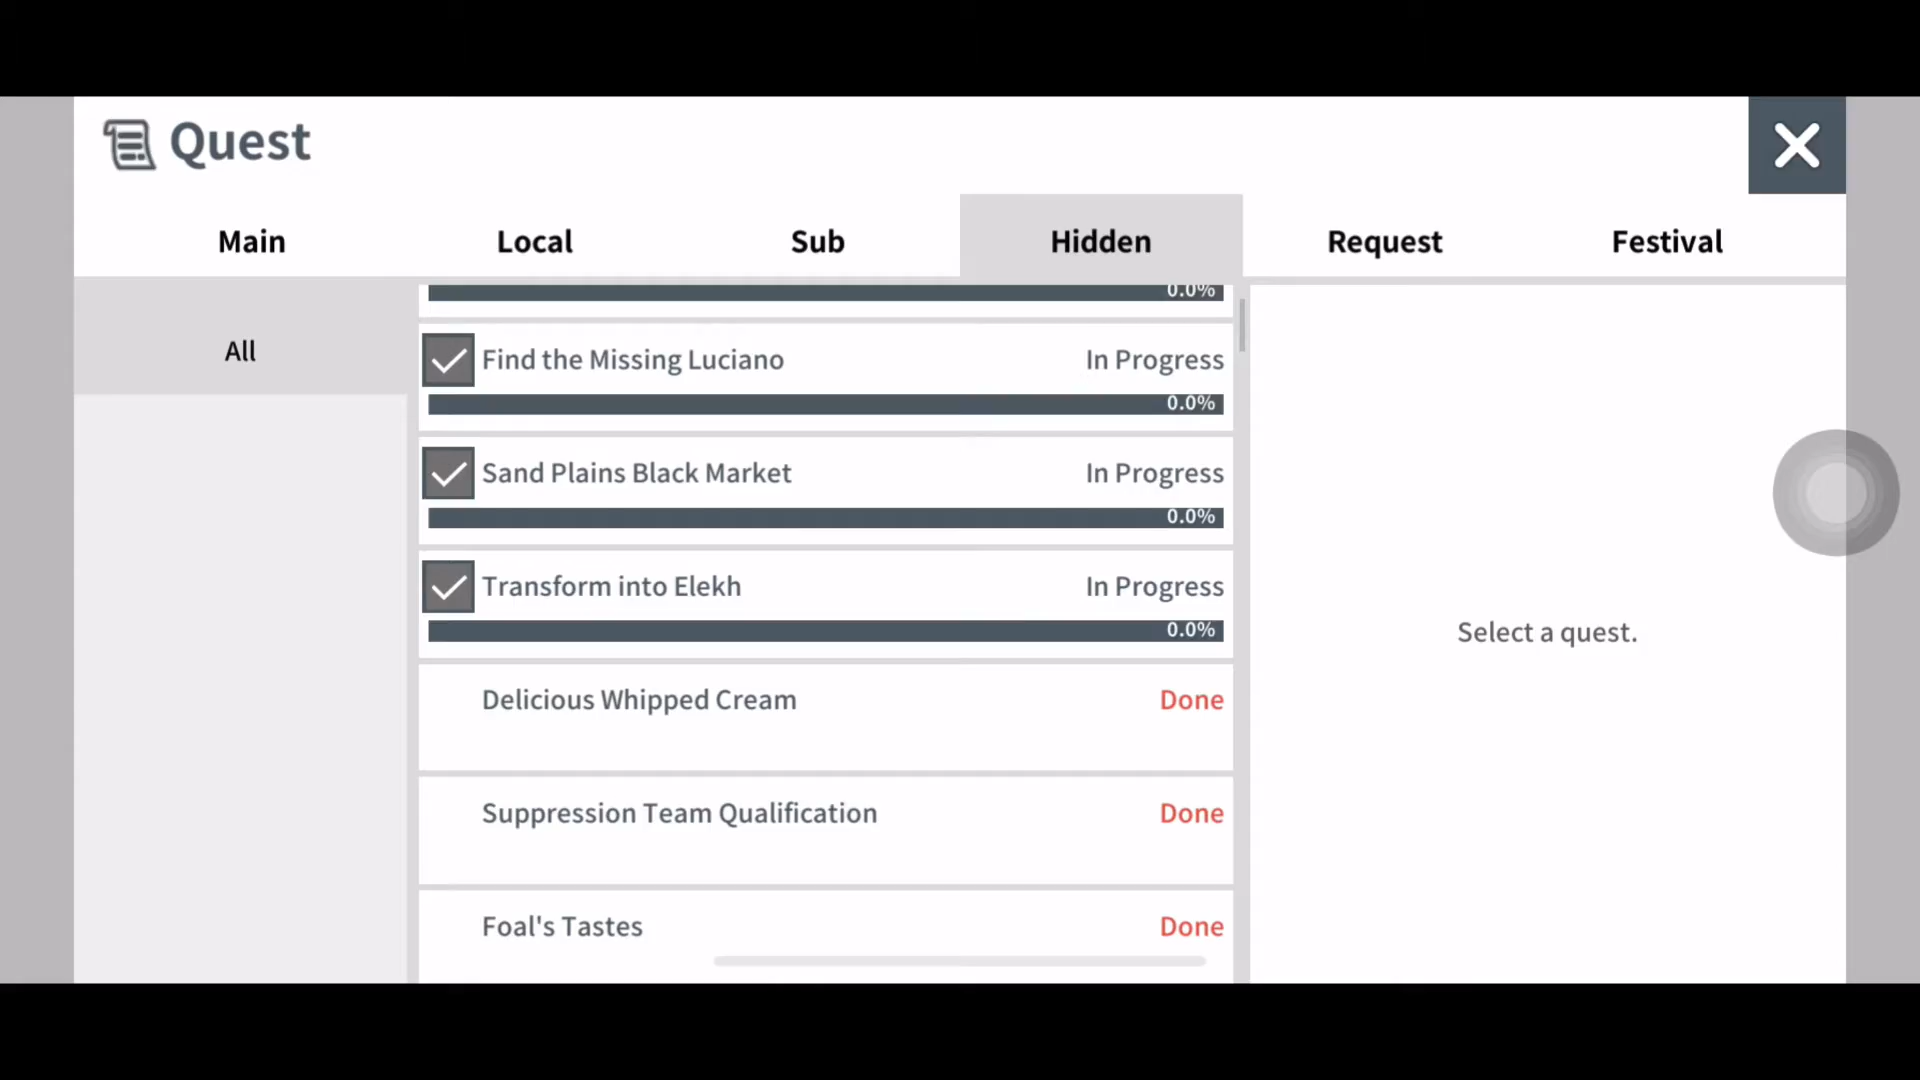 Quest
Main Local Sub Hidden Request Festival
All
0.0%
Find the Missing Luciano In Progress
0.0%
Sand Plains Black Market In Progress
0.0%
Transform into Elekh In Progress
0.0%
Delicious Whipped Cream Done
Suppression Team Qualification Done
Foal's Tastes Done
Select a quest.